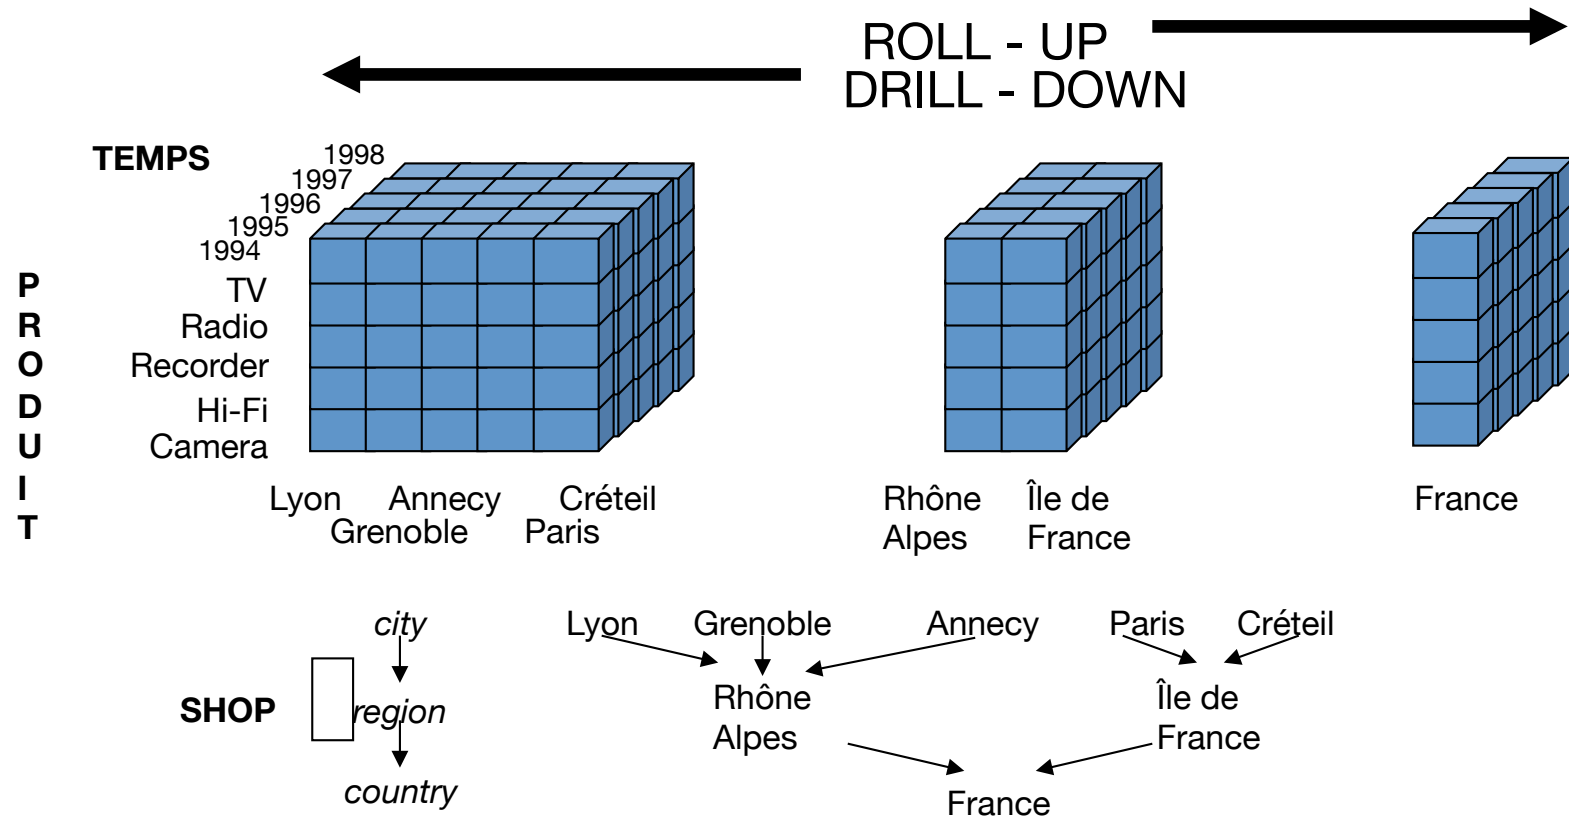 ROLL - UP
DRILL - DOWN
TEMPS
1998
1997
1996
1995
1994
PRODUIT
TV
Radio
Recorder
Hi-Fi
Camera
Lyon Annecy Créteil
Grenoble Paris
Rhône Île de
Alpes France
France
city Lyon Grenoble Annecy Paris Créteil
SHOP region
Rhône Île de
Alpes France
country
France